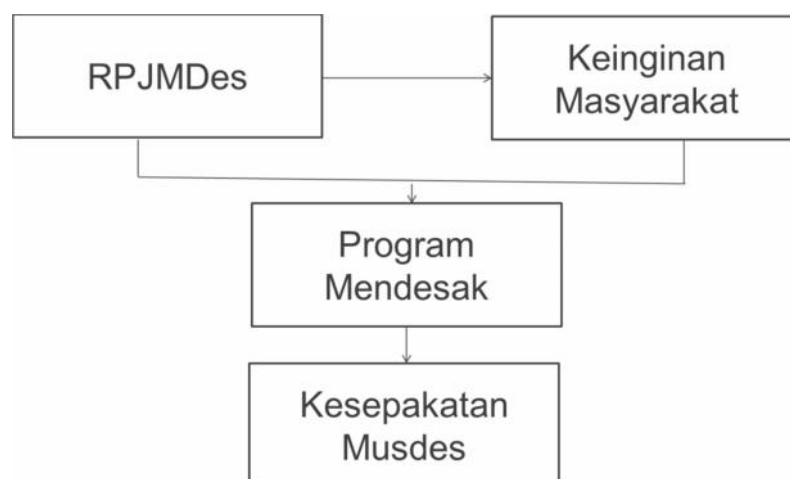 RPJMDes
Keinginan
Masyarakat
Program
Mendesak
Kesepakatan
Musdes